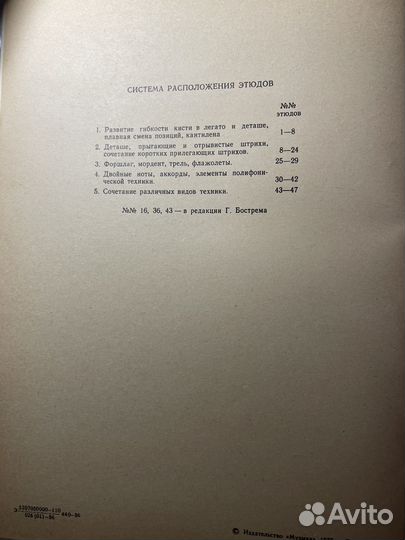 СИСТЕМА РАСПОЛОЖЕНИЯ ЭТЮДОВ
№№
этюдов
1. Развитие гибкости кисти в легато и деташе,
плавная смена позиций, кантилена 1—8
2. Деташе, прыгающие и отрывистые штрихи,
сочетание коротких прилегающих штрихов. 8—24
3. Форшлаг, мордент, трель, флажолеты. 25—29
4. Двойные ноты, аккорды, элементы полифонической
техники. 30—42
5. Сочетание различных видов техники. 43—47
№№ 16, 36, 43 — в редакции Г. Бострема
© Издательство «Музыка»
Avito